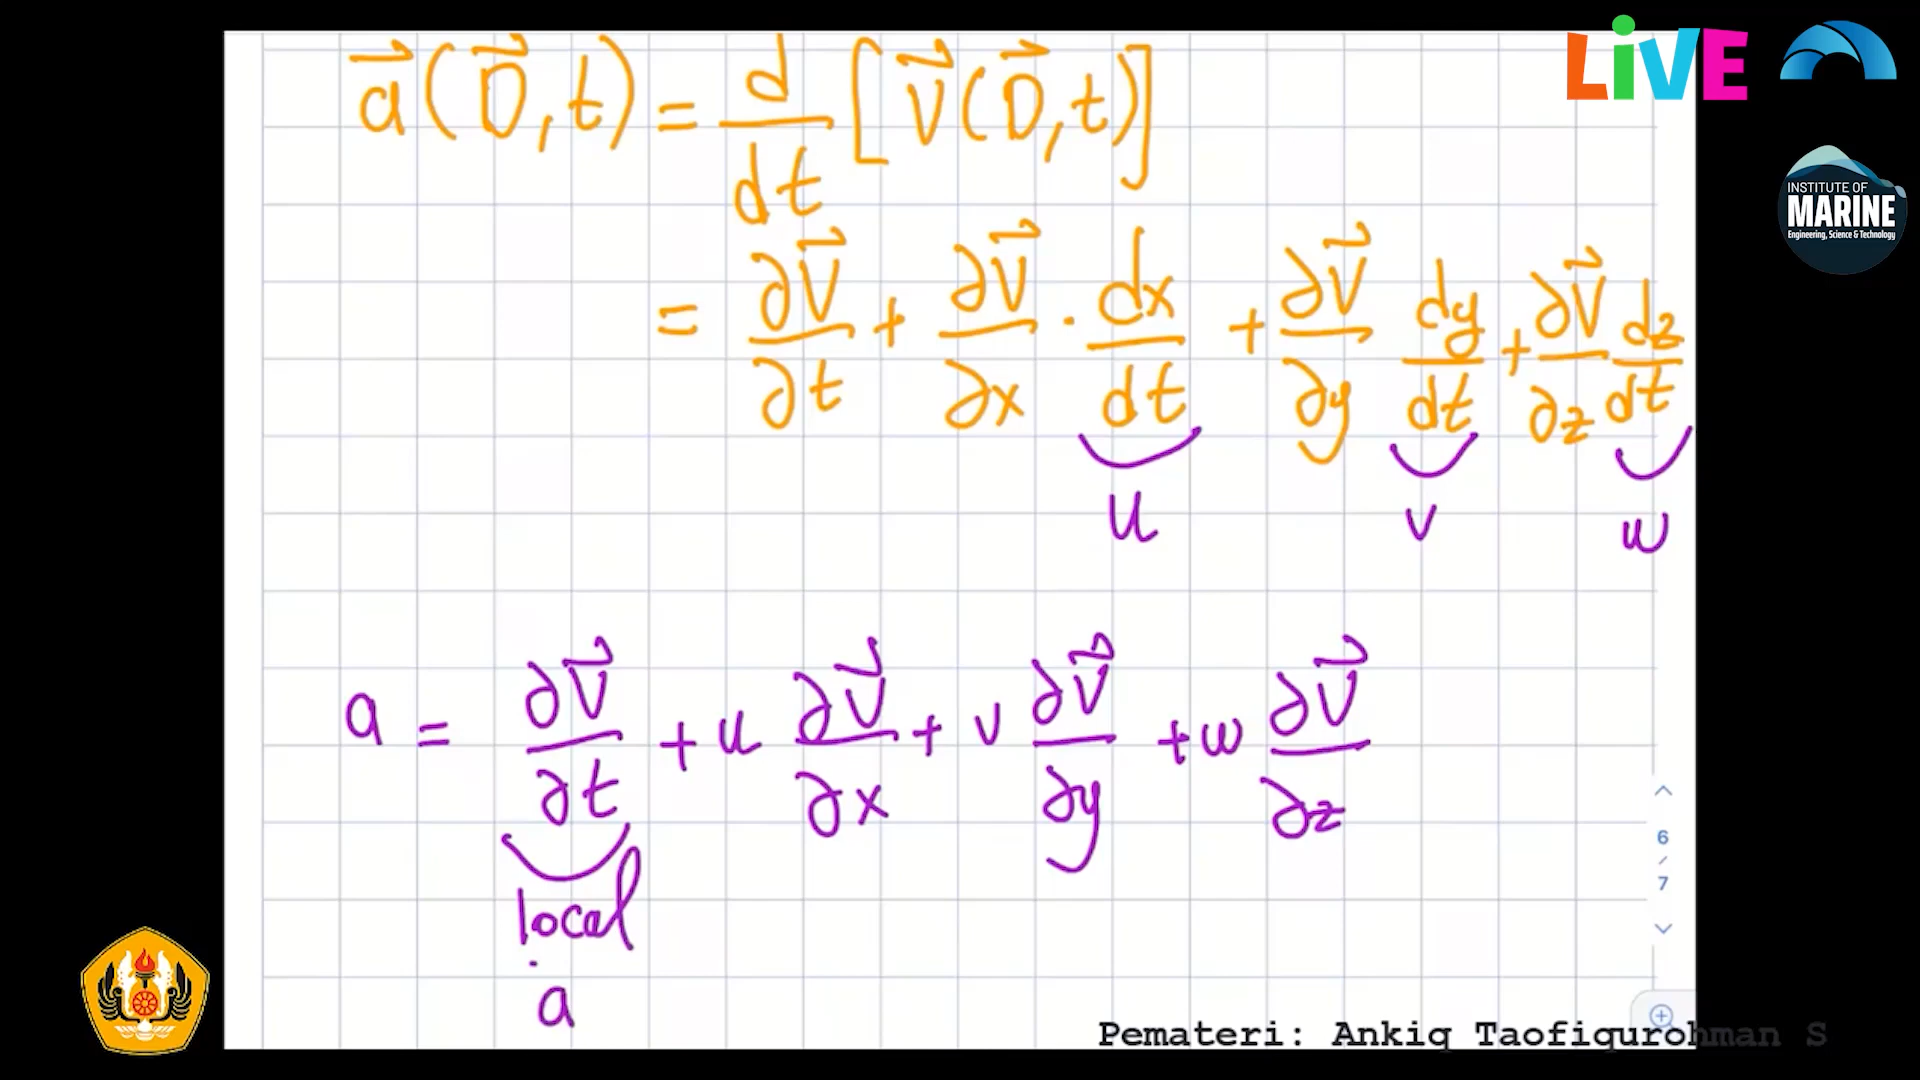 LiVE
INSTITUTE OF
MARINE
Engineering, Science & Technology
a⃗(D⃗,t) = d/dt [V⃗(D⃗,t)]
= ∂V⃗/∂t + ∂V⃗/∂x · dx/dt + ∂V⃗/∂y dy/dt + ∂V⃗/∂z dz/dt
u v w
a = ∂V⃗/∂t + u ∂V⃗/∂x + v ∂V⃗/∂y + w ∂V⃗/∂z
local
a
6
/
7
Pemateri: Ankiq Taofiqurohman S